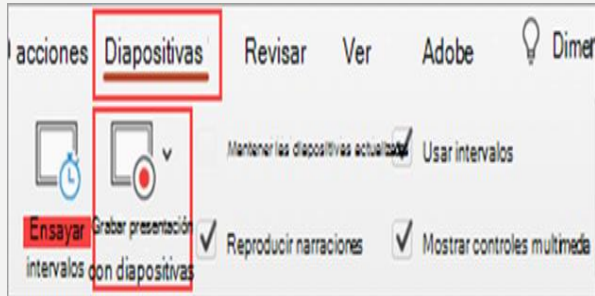 acciones Diapositivas Revisar Ver Adobe Dimer
Mantener las diapositivas actualizadas Usar intervalos
Ensayar intervalos
Grabar presentación con diapositivas
Reproducir narraciones Mostrar controles multimedia